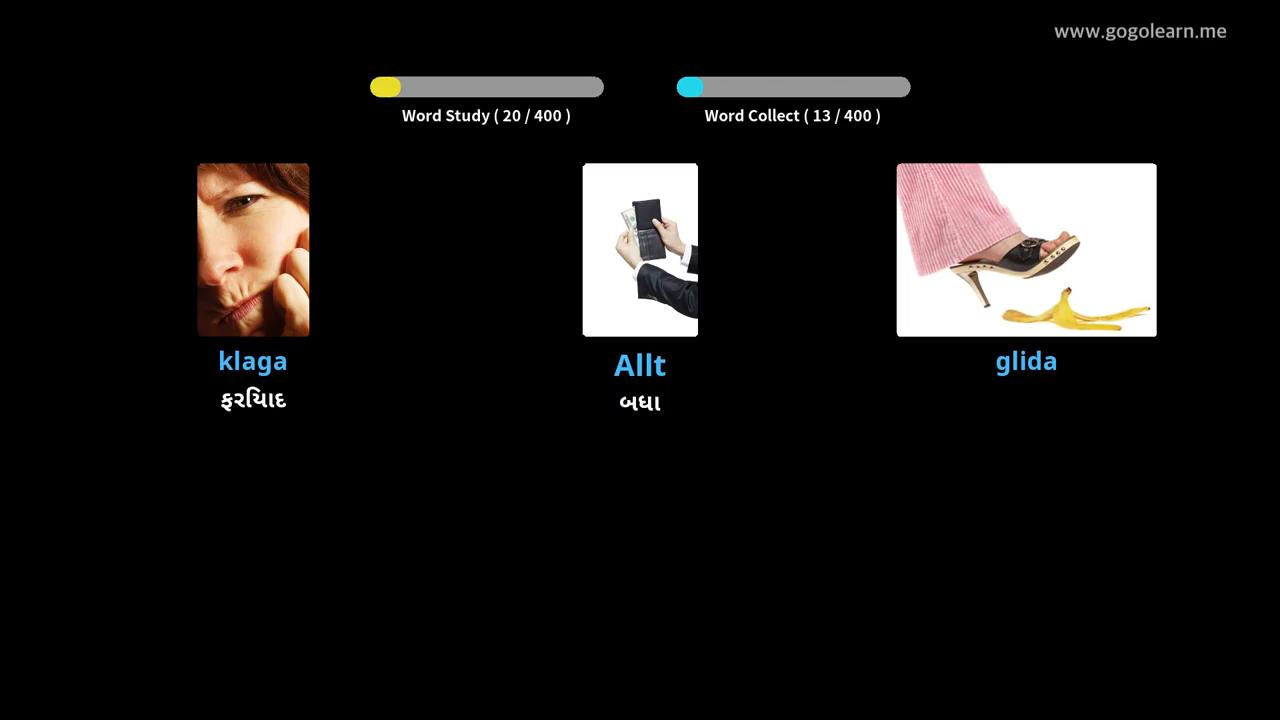 www.gogolearn.me
Word Study ( 20 / 400 )
Word Collect ( 13 / 400 )
klaga
ફરિયાદ
Allt
બધા
glida